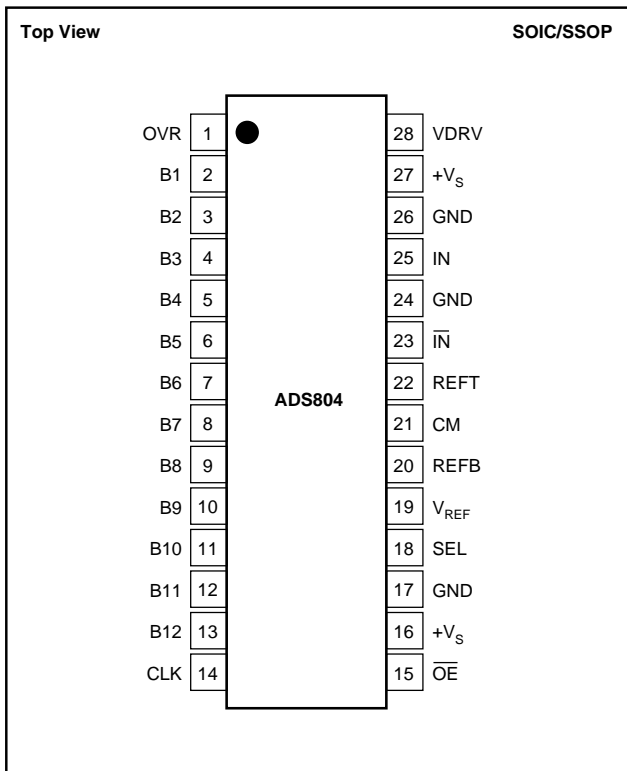 Top View SOIC/SSOP
OVR 1 28 VDRV
B1 2 27 +VS
B2 3 26 GND
B3 4 25 IN
B4 5 24 GND
B5 6 23 I̅N̅
B6 7 22 REFT
ADS804
B7 8 21 CM
B8 9 20 REFB
B9 10 19 VREF
B10 11 18 SEL
B11 12 17 GND
B12 13 16 +VS
CLK 14 15 O̅E̅